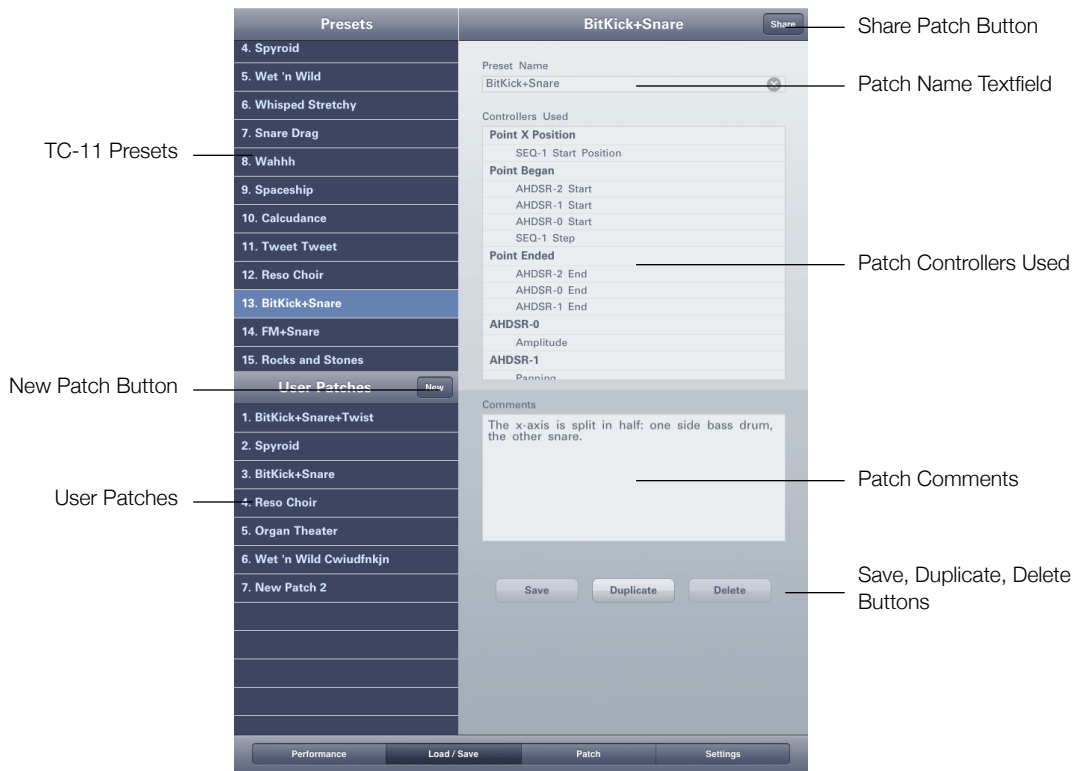 Presets
4. Spyroid
5. Wet 'n Wild
6. Whisped Stretchy
7. Snare Drag
8. Wahhh
9. Spaceship
10. Calcudance
11. Tweet Tweet
12. Reso Choir
13. BitKick+Snare
14. FM+Snare
15. Rocks and Stones
User Patches
New
1. BitKick+Snare+Twist
2. Spyroid
3. BitKick+Snare
4. Reso Choir
5. Organ Theater
6. Wet 'n Wild Cwiudfnkjn
7. New Patch 2
BitKick+Snare
Share
Preset Name
BitKick+Snare
Controllers Used
Point X Position
SEQ-1 Start Position
Point Began
AHDSR-2 Start
AHDSR-1 Start
AHDSR-0 Start
SEQ-1 Step
Point Ended
AHDSR-2 End
AHDSR-0 End
AHDSR-1 End
AHDSR-0
Amplitude
AHDSR-1
Panning
Comments
The x-axis is split in half: one side bass drum,
the other snare.
Save
Duplicate
Delete
Performance
Load / Save
Patch
Settings
TC-11 Presets
New Patch Button
User Patches
Share Patch Button
Patch Name Textfield
Patch Controllers Used
Patch Comments
Save, Duplicate, Delete
Buttons